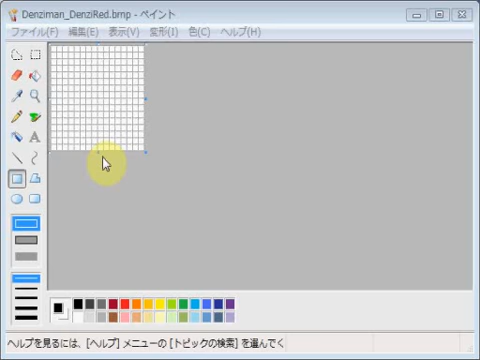 Denziman_DenziRed.bmp - ペイント
ファイル(F) 編集(E) 表示(V) 変形(I) 色(C) ヘルプ(H)
A
ヘルプを見るには、[ヘルプ] メニューの [トピックの検索] を選んでく